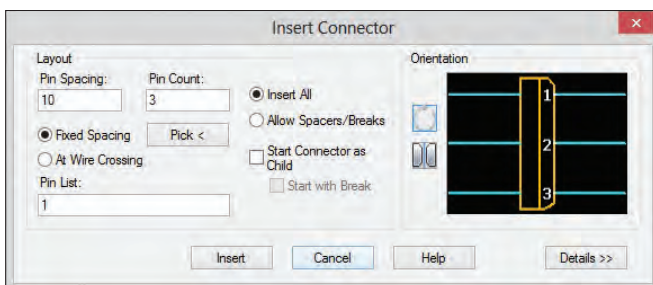 Insert Connector
Layout
Pin Spacing:
Pin Count:
10
3
Fixed Spacing
Pick <
At Wire Crossing
Pin List:
1
Insert All
Allow Spacers/Breaks
Start Connector as
Child
Start with Break
Orientation
1
2
3
Insert
Cancel
Help
Details >>